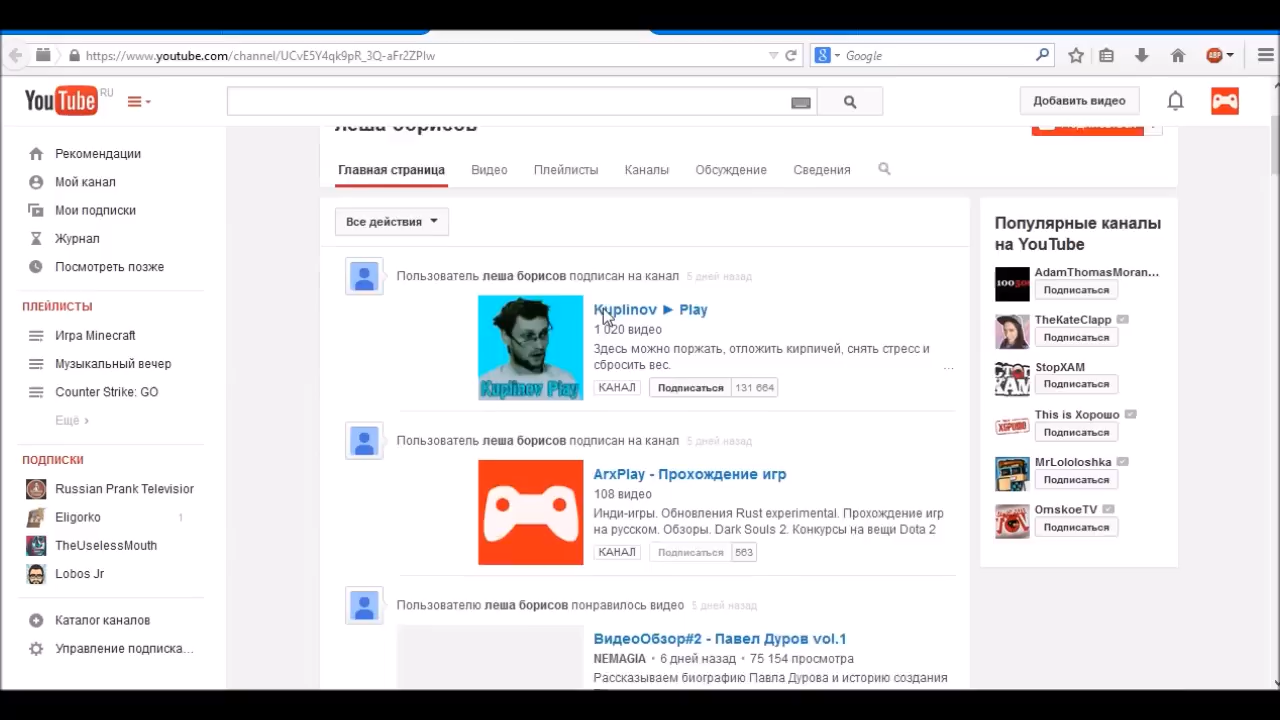 https://www.youtube.com/channel/UCvE5Y4qk9pR_3Q-aFr2ZPIw
Google
YouTube RU
Добавить видео
леша борисов
Подписаться
Главная страница
Видео
Плейлисты
Каналы
Обсуждение
Сведения
Рекомендации
Мой канал
Мои подписки
Журнал
Посмотреть позже
ПЛЕЙЛИСТЫ
Игра Minecraft
Музыкальный вечер
Counter Strike: GO
Ещё ›
ПОДПИСКИ
Russian Prank Televisior
Eligorko 1
TheUselessMouth
Lobos Jr
Каталог каналов
Управление подписка...
Все действия
Пользователь леша борисов подписан на канал 5 дней назад
Kuplinov Play
Kuplinov ► Play
1 020 видео
Здесь можно поржать, отложить кирпичей, снять стресс и
сбросить вес. ...
КАНАЛ Подписаться 131 664
Пользователь леша борисов подписан на канал 5 дней назад
ArxPlay - Прохождение игр
108 видео
Инди-игры. Обновления Rust experimental. Прохождение игр
на русском. Обзоры. Dark Souls 2. Конкурсы на вещи Dota 2
КАНАЛ Подписаться 563
Пользователю леша борисов понравилось видео 5 дней назад
ВидеоОбзор#2 - Павел Дуров vol.1
NEMAGIA • 6 дней назад • 75 154 просмотра
Рассказываем биографию Павла Дурова и историю создания
Популярные каналы
на YouTube
AdamThomasMoran...
Подписаться
TheKateClapp
Подписаться
StopXAM
Подписаться
This is Хорошо
Подписаться
MrLololoshka
Подписаться
OmskoeTV
Подписаться